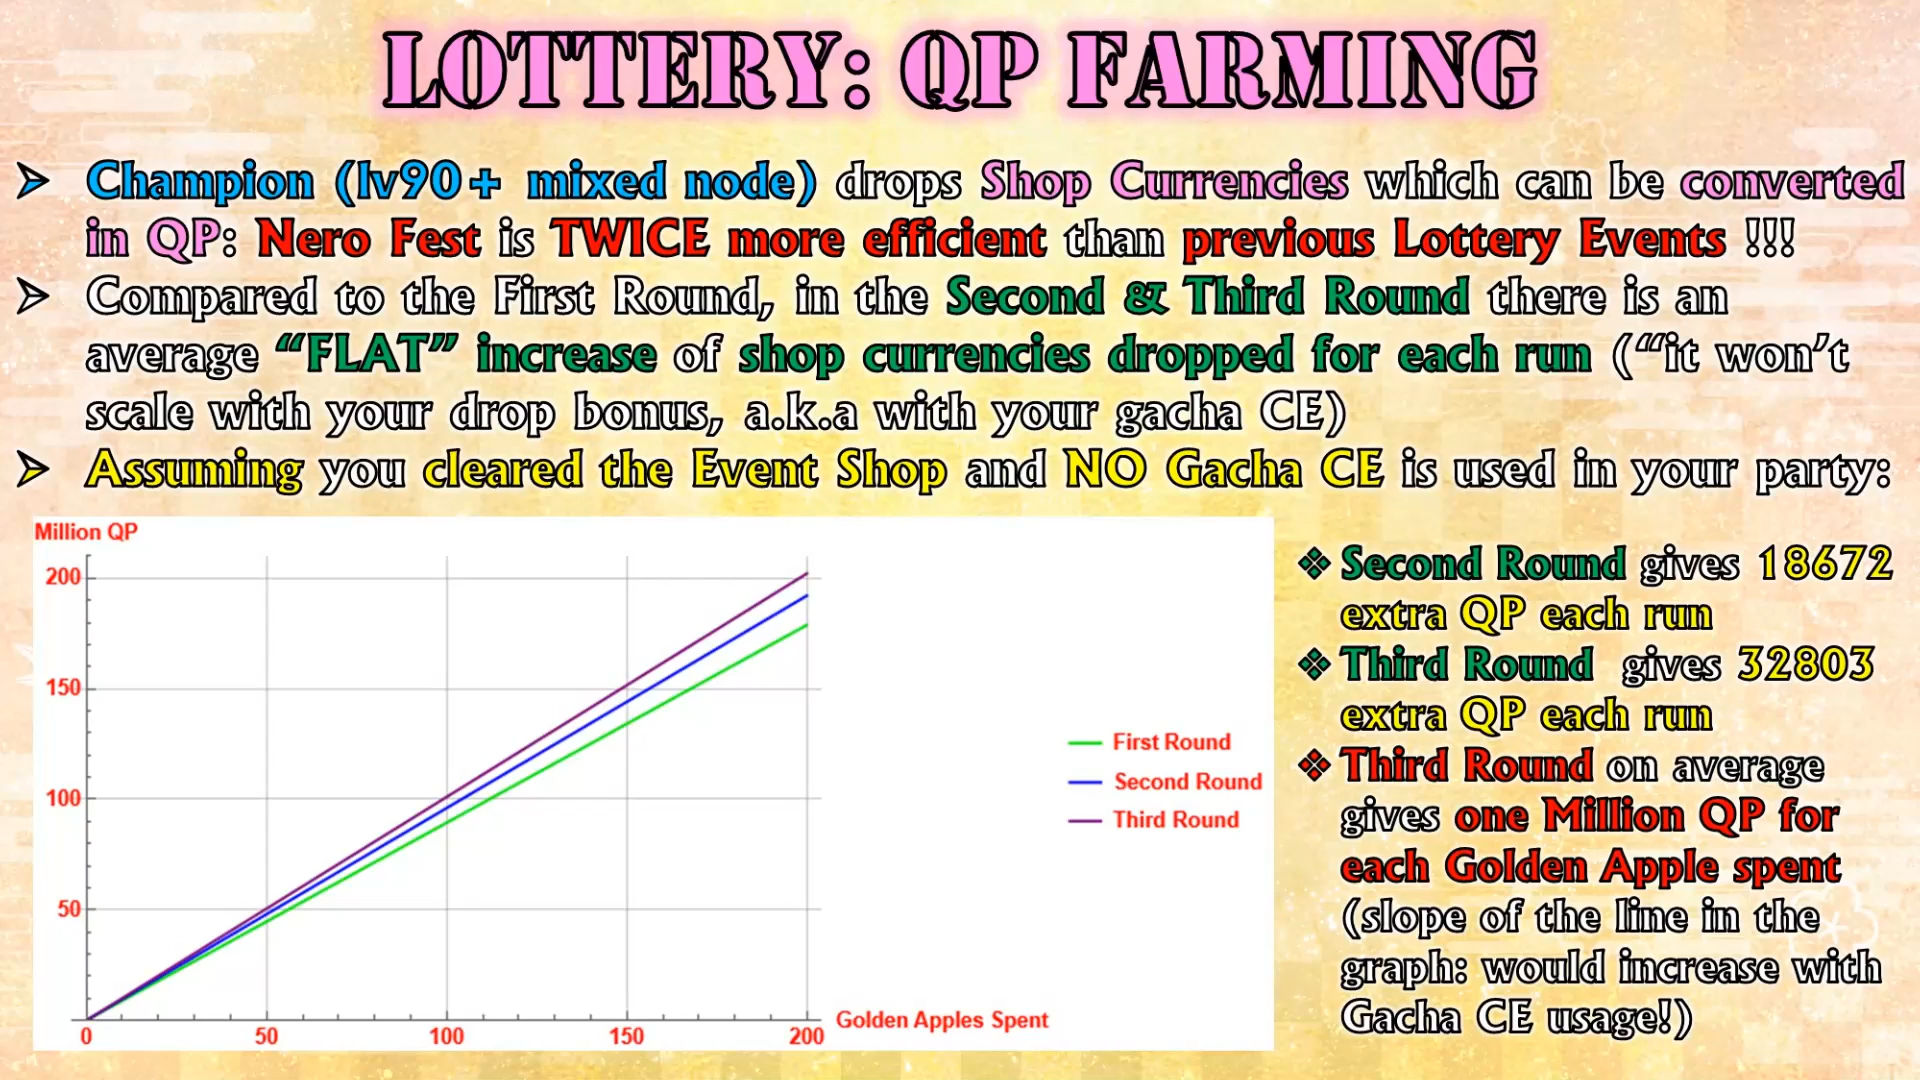 LOTTERY: QP FARMING
➤ Champion (lv90+ mixed node) drops Shop Currencies which can be converted
in QP: Nero Fest is TWICE more efficient than previous Lottery Events !!!
➤ Compared to the First Round, in the Second & Third Round there is an
average “FLAT” increase of shop currencies dropped for each run (“it won’t
scale with your drop bonus, a.k.a with your gacha CE)
➤ Assuming you cleared the Event Shop and NO Gacha CE is used in your party:
Million QP
200
150
100
50
0 50 100 150 200
Golden Apples Spent
First Round
Second Round
Third Round
❖ Second Round gives 18672
extra QP each run
❖ Third Round gives 32803
extra QP each run
❖ Third Round on average
gives one Million QP for
each Golden Apple spent
(slope of the line in the
graph: would increase with
Gacha CE usage!)